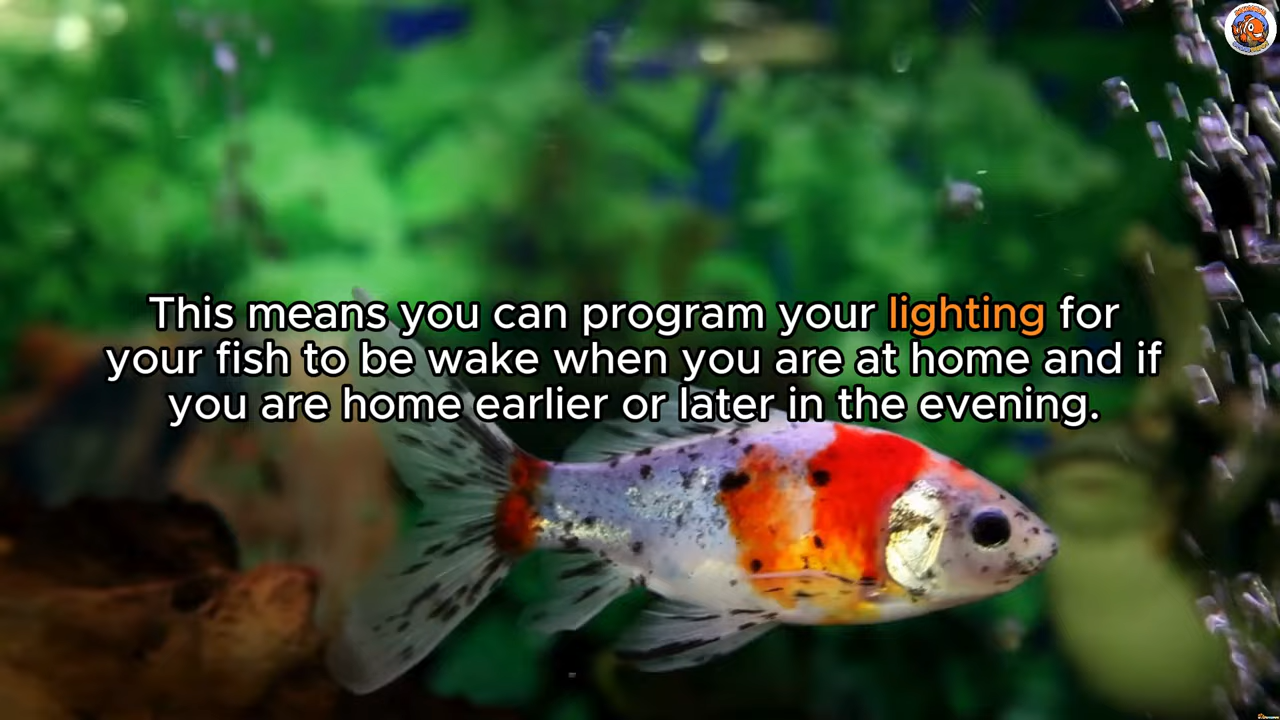 This means you can program your lighting for
your fish to be wake when you are at home and if
you are home earlier or later in the evening.